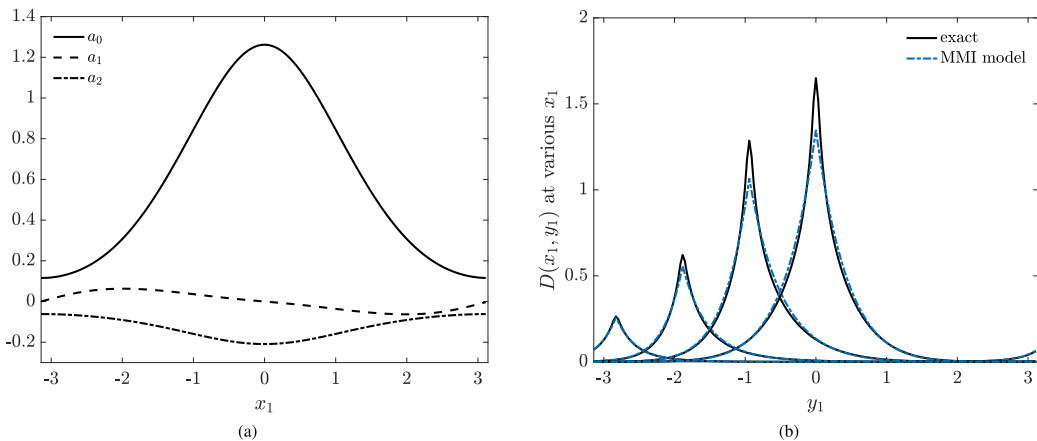 1.4
a₀
a₁
a₂
1.2
1
0.8
0.6
0.4
0.2
0
-0.2
-3 -2 -1 0 1 2 3
x₁
(a)
D(x₁, y₁) at various x₁
2
exact
MMI model
1.5
1
0.5
0
-3 -2 -1 0 1 2 3
y₁
(b)